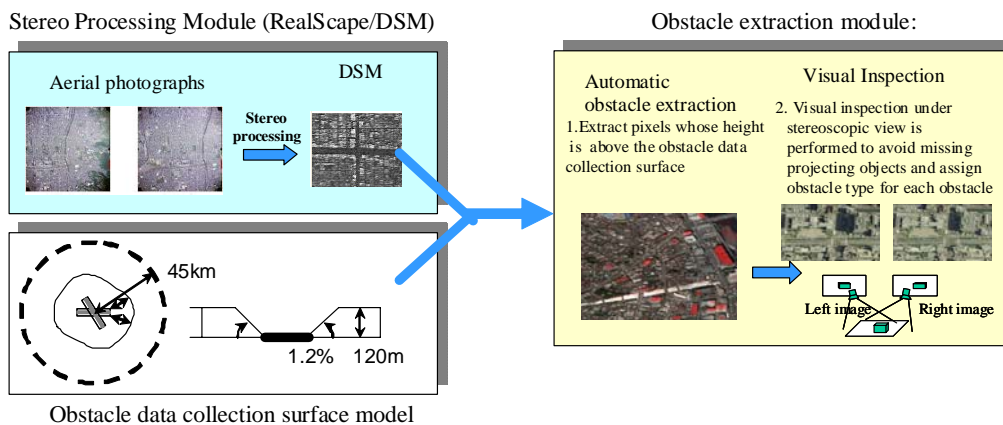 Stereo Processing Module (RealScape/DSM)
Aerial photographs
DSM
Stereo
processing
45km
1.2%
120m
Obstacle data collection surface model
Obstacle extraction module:
Automatic
obstacle extraction
1.Extract pixels whose height
is above the obstacle data
collection surface
Visual Inspection
2. Visual inspection under
stereoscopic view is
performed to avoid missing
projecting objects and assign
obstacle type for each obstacle
Left image
Right image